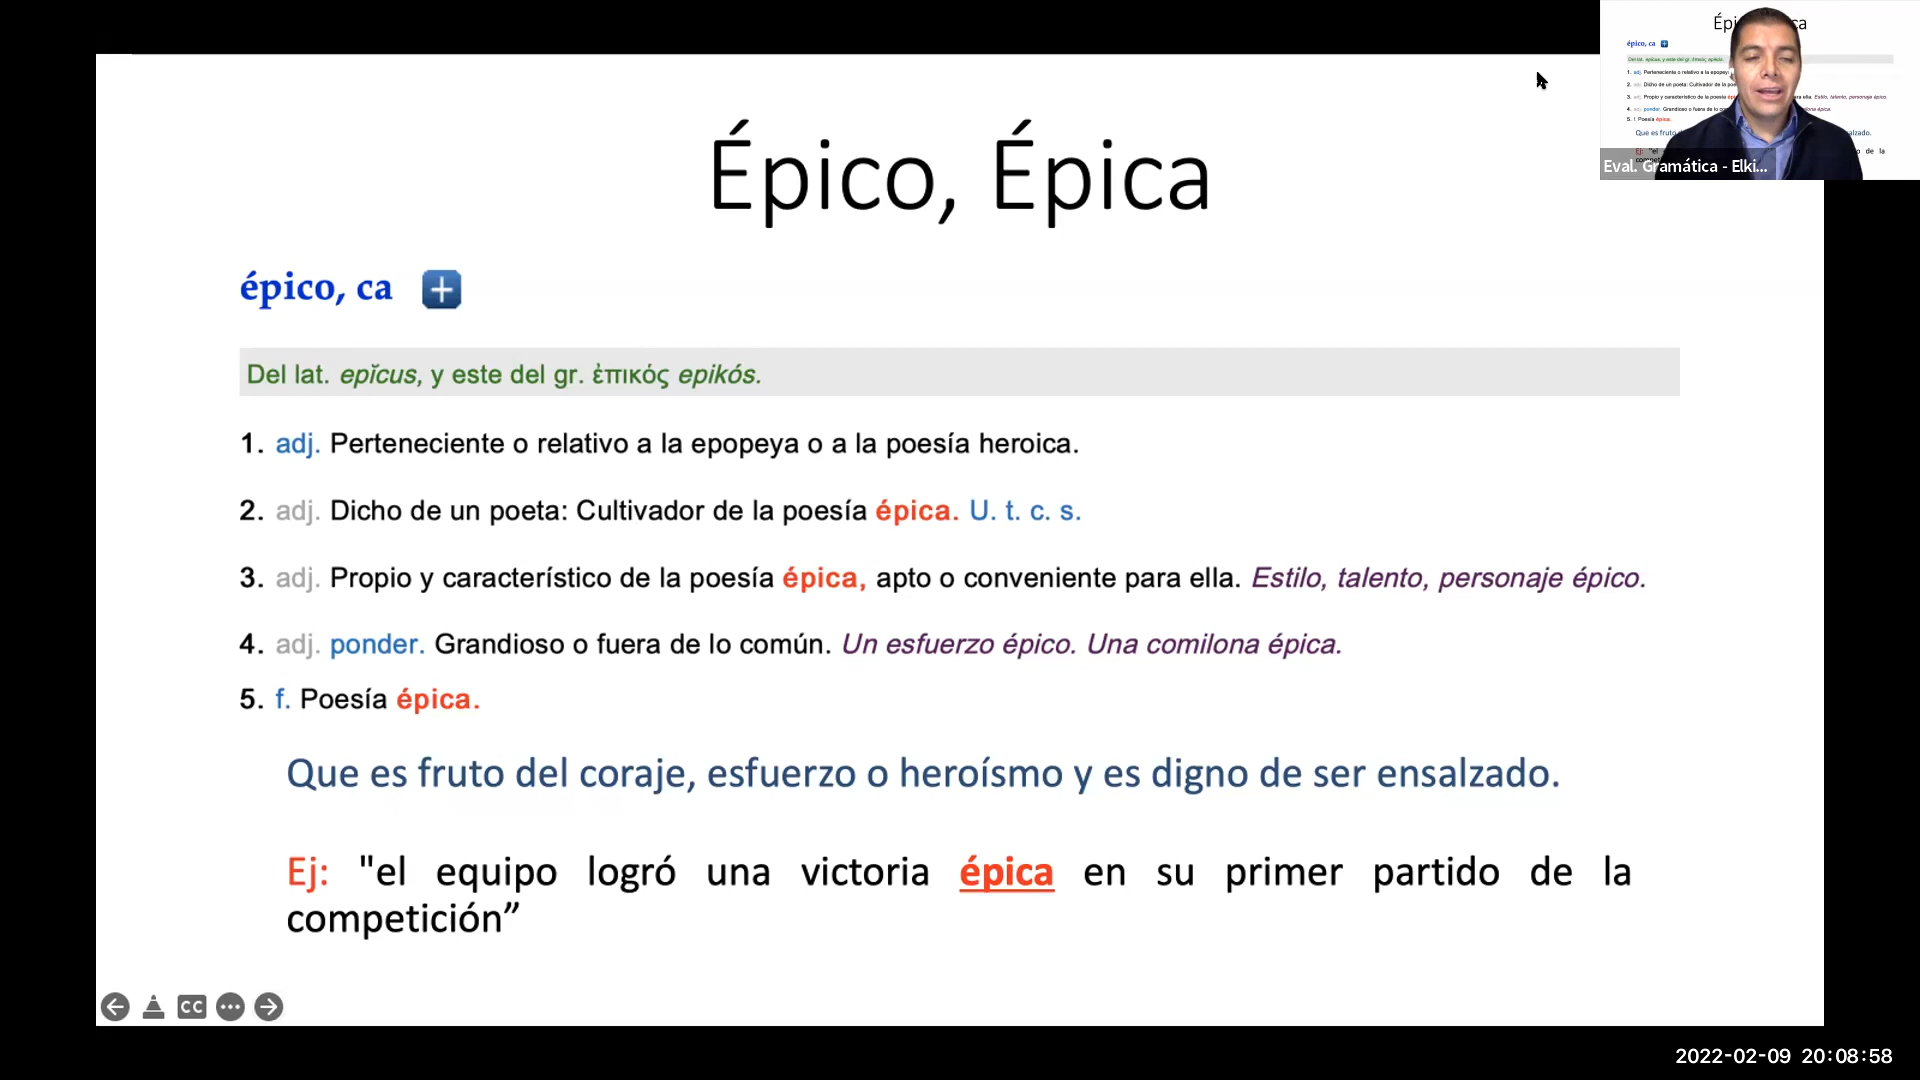 Épico, Épica
épico, ca
Del lat. epĭcus, y este del gr. ἐπικός epikós.
1. adj. Perteneciente o relativo a la epopeya o a la poesía heroica.
2. adj. Dicho de un poeta: Cultivador de la poesía épica. U. t. c. s.
3. adj. Propio y característico de la poesía épica, apto o conveniente para ella. Estilo, talento, personaje épico.
4. adj. ponder. Grandioso o fuera de lo común. Un esfuerzo épico. Una comilona épica.
5. f. Poesía épica.
Que es fruto del coraje, esfuerzo o heroísmo y es digno de ser ensalzado.
Ej: "el equipo logró una victoria épica en su primer partido de la
competición”
CC
épico, ca
Eval. Gramática - Elki...
2022-02-09 20:08:58